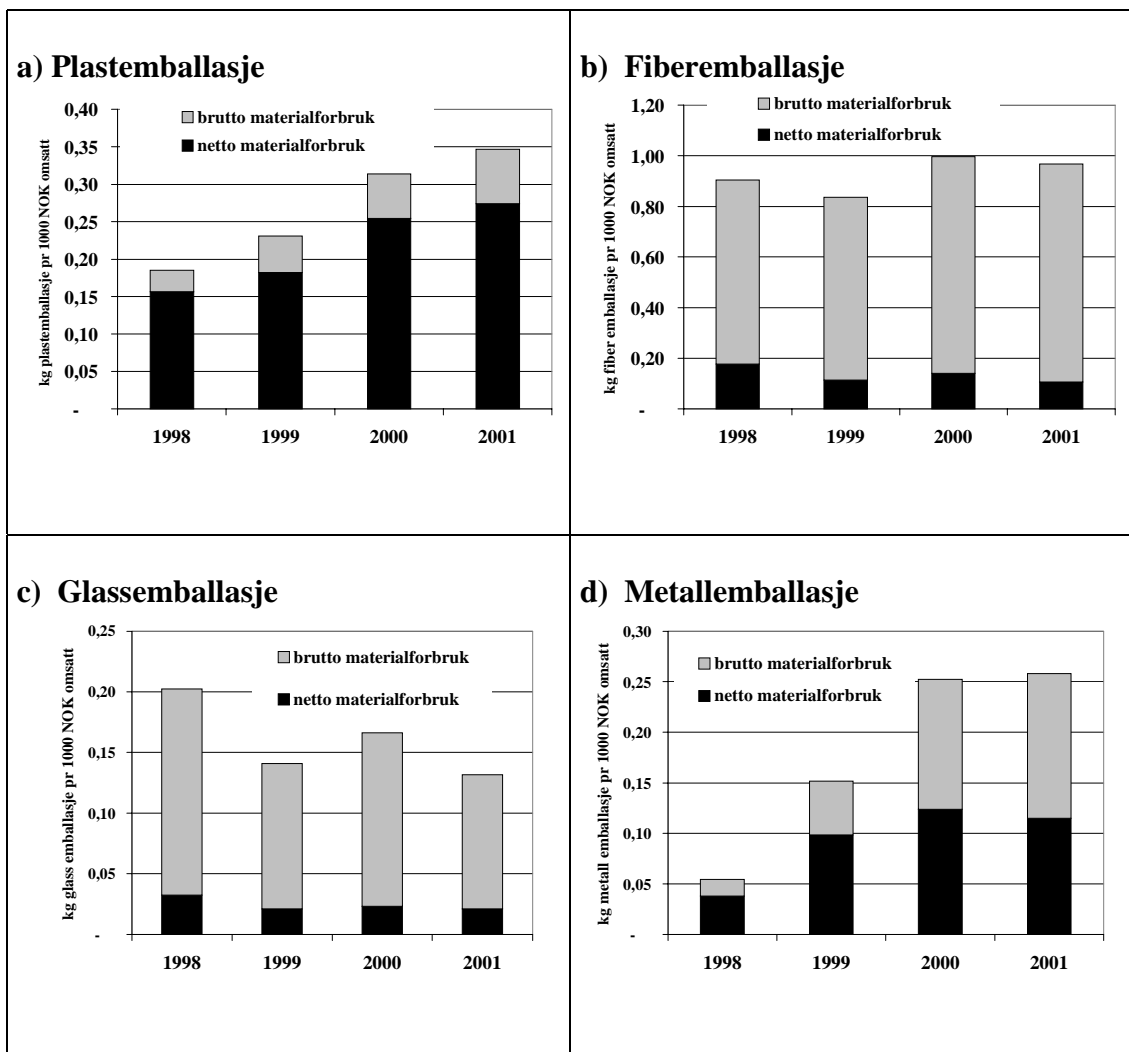 a) Plastemballasje
kg plastemballasje pr 1000 NOK omsatt
0,40
0,35
0,30
0,25
0,20
0,15
0,10
0,05
-
brutto materialforbruk
netto materialforbruk
1998 1999 2000 2001
b) Fiberemballasje
kg fiber emballasje pr 1000 NOK omsatt
1,20
1,00
0,80
0,60
0,40
0,20
-
brutto materialforbruk
netto materialforbruk
1998 1999 2000 2001
c) Glassemballasje
kg glass emballasje pr 1000 NOK omsatt
0,25
0,20
0,15
0,10
0,05
-
brutto materialforbruk
netto materialforbruk
1998 1999 2000 2001
d) Metallemballasje
kg metall emballasje pr 1000 NOK omsatt
0,30
0,25
0,20
0,15
0,10
0,05
-
brutto materialforbruk
netto materialforbruk
1998 1999 2000 2001